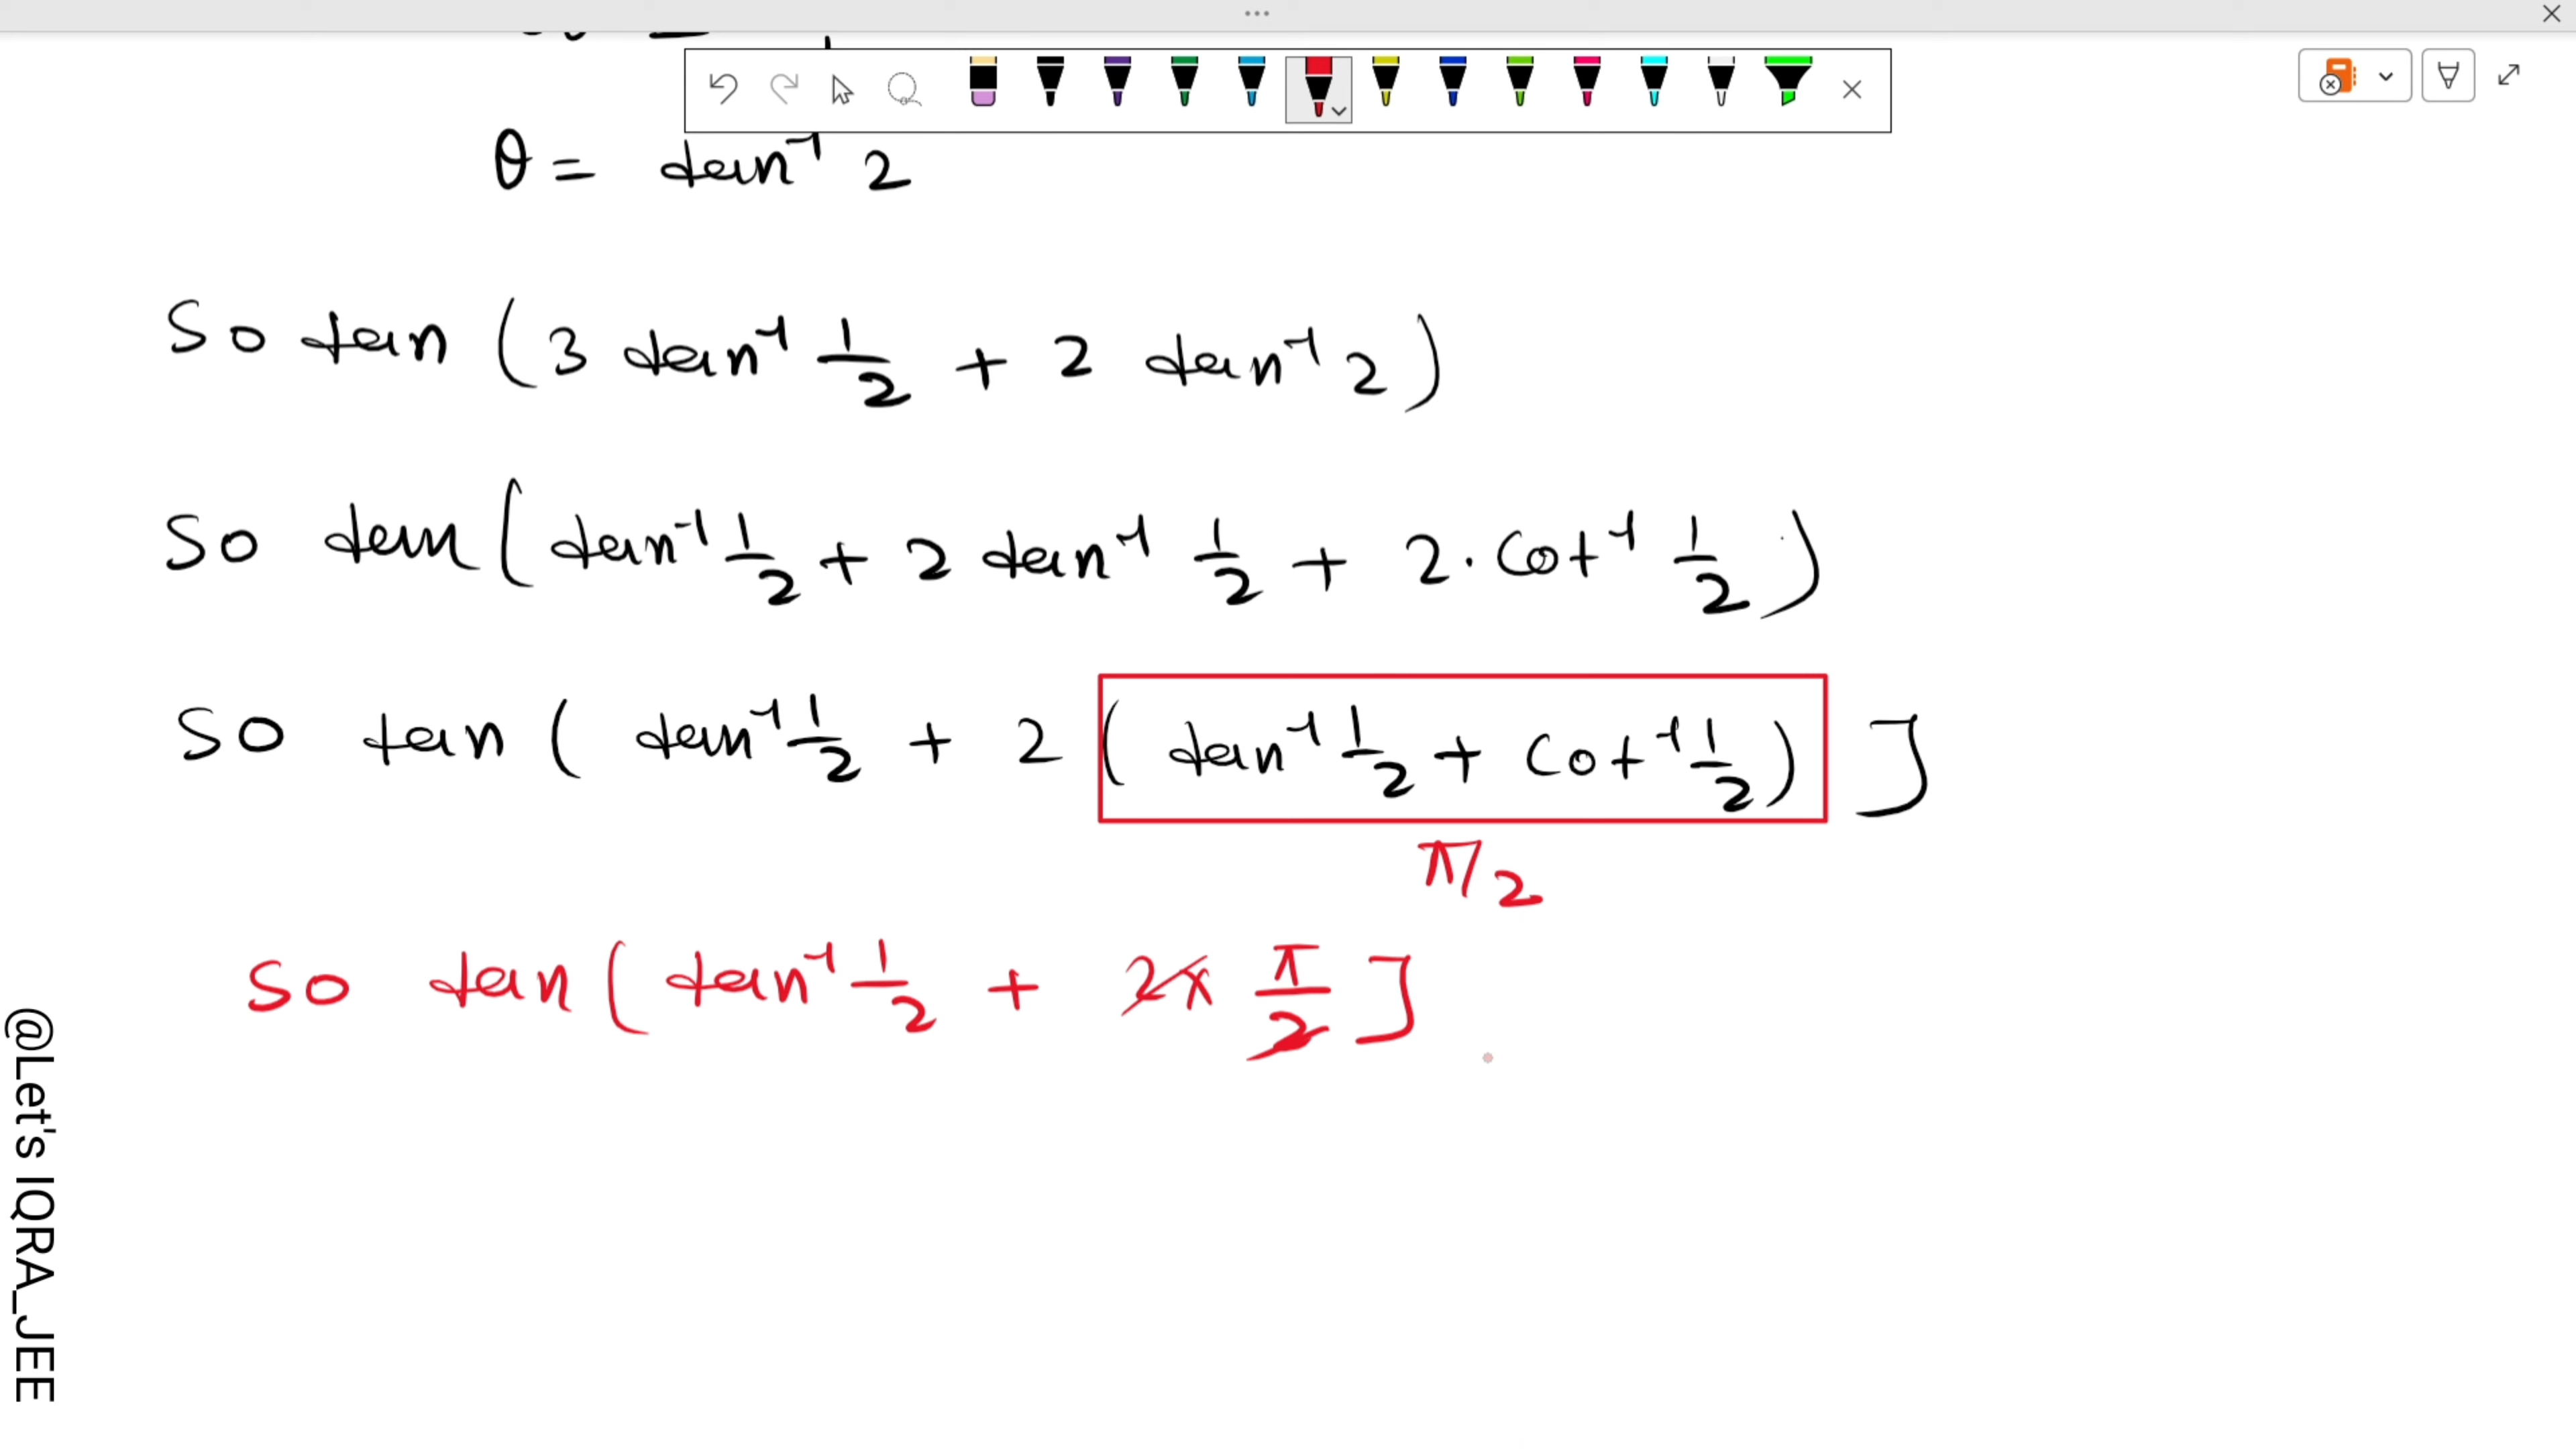 θ = tan⁻¹ 2
So tan (3 tan⁻¹ 1/2 + 2 tan⁻¹ 2)
So tan [tan⁻¹ 1/2 + 2 tan⁻¹ 1/2 + 2 · Cot⁻¹ 1/2)
So tan ( tan⁻¹ 1/2 + 2 ( tan⁻¹ 1/2 + Cot⁻¹ 1/2) ]
π/2
So tan [ tan⁻¹ 1/2 + 2x π/2 ]
@Let's IQRA_JEE